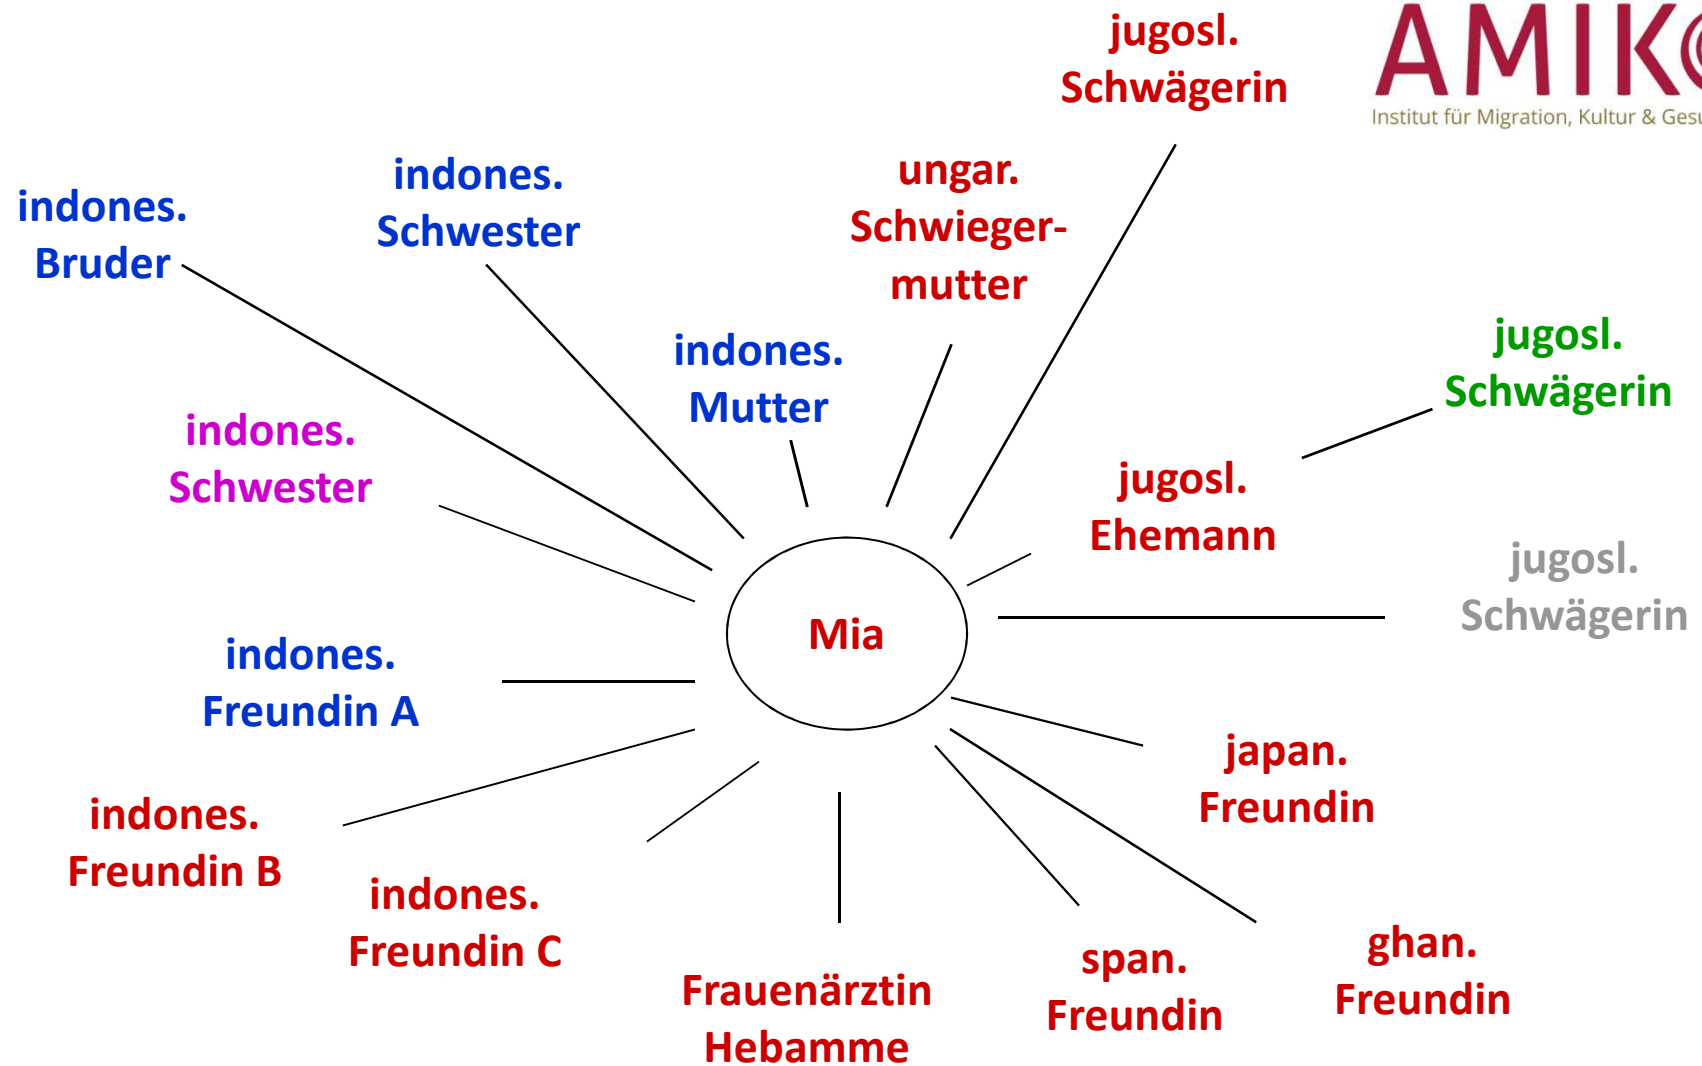 jugosl.
Schwägerin
AMIK
Institut für Migration, Kultur &
indones.
Bruder
indones.
Schwester
ungar.
Schwieger-
mutter
indones.
Mutter
jugosl.
Schwägerin
indones.
Schwester
jugosl.
Ehemann
jugosl.
Schwägerin
Mia
indones.
Freundin A
japan.
Freundin
indones.
Freundin B
indones.
Freundin C
Frauenärztin
Hebamme
span.
Freundin
ghan.
Freundin